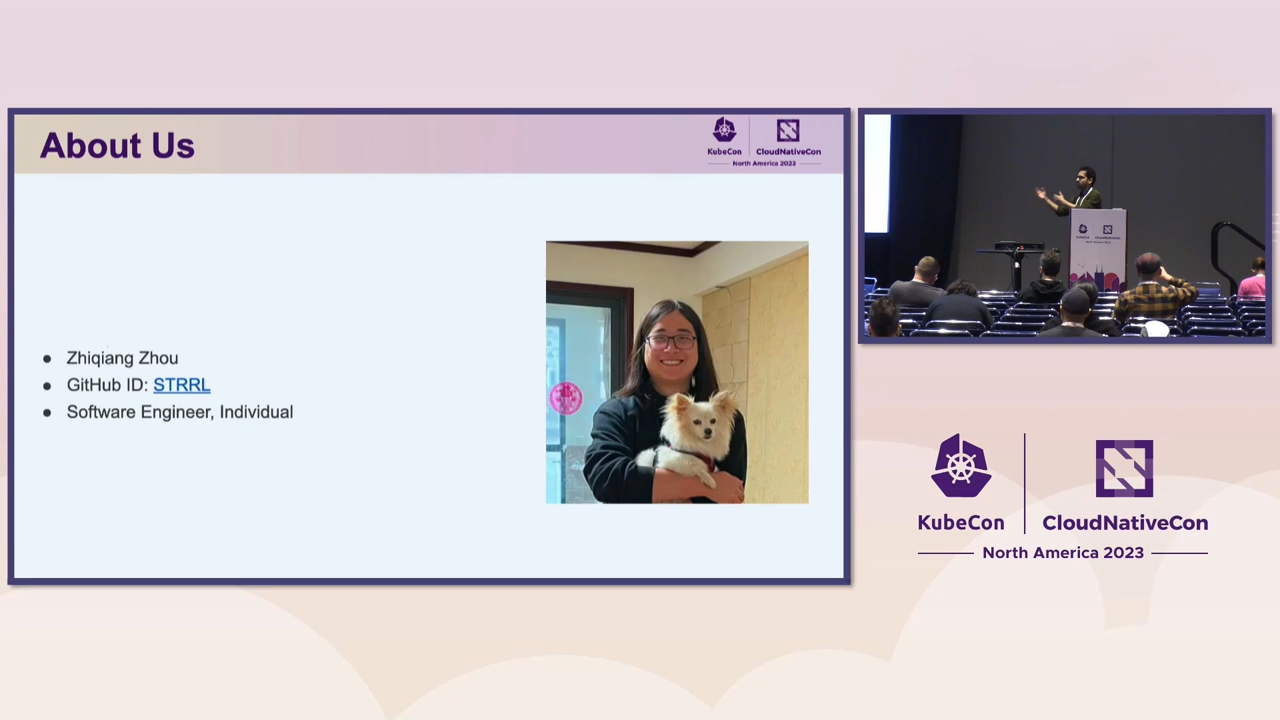 About Us
KubeCon
CloudNativeCon
North America 2023
Zhiqiang Zhou
GitHub ID: STRRL
Software Engineer, Individual
KubeCon
CloudNativeCon
North America 2023